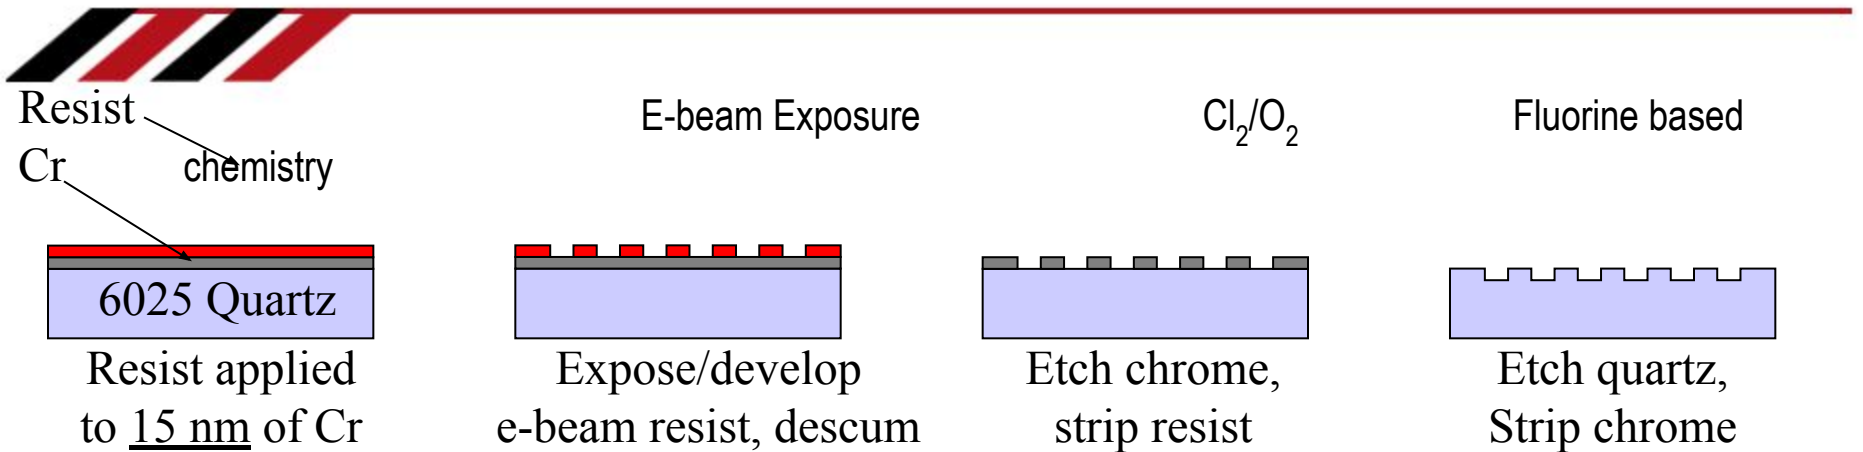 Resist
Cr
chemistry
E-beam Exposure
Cl2/O2
Fluorine based
6025 Quartz
Resist applied
to 15 nm of Cr
Expose/develop
e-beam resist, descum
Etch chrome,
strip resist
Etch quartz,
Strip chrome